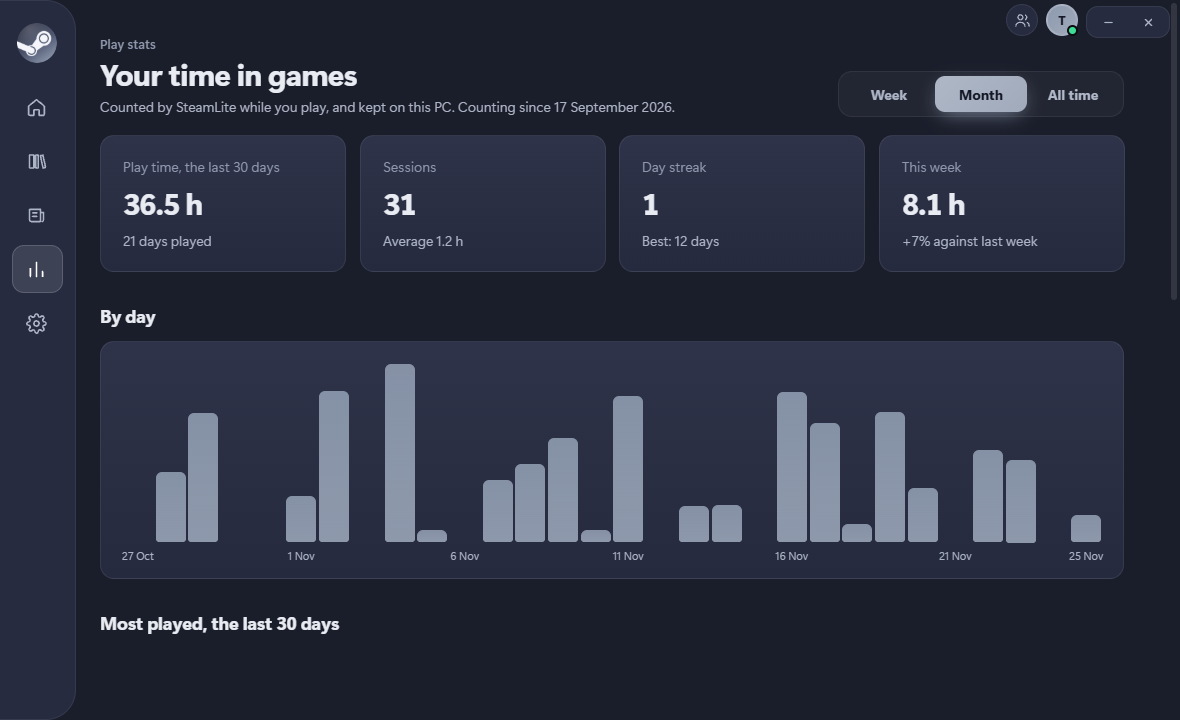 T
Play stats
Your time in games
Counted by SteamLite while you play, and kept on this PC. Counting since 17 September 2026.
Week Month All time
Play time, the last 30 days
36.5 h
21 days played
Sessions
31
Average 1.2 h
Day streak
1
Best: 12 days
This week
8.1 h
+7% against last week
By day
27 Oct 1 Nov 6 Nov 11 Nov 16 Nov 21 Nov 25 Nov
Most played, the last 30 days